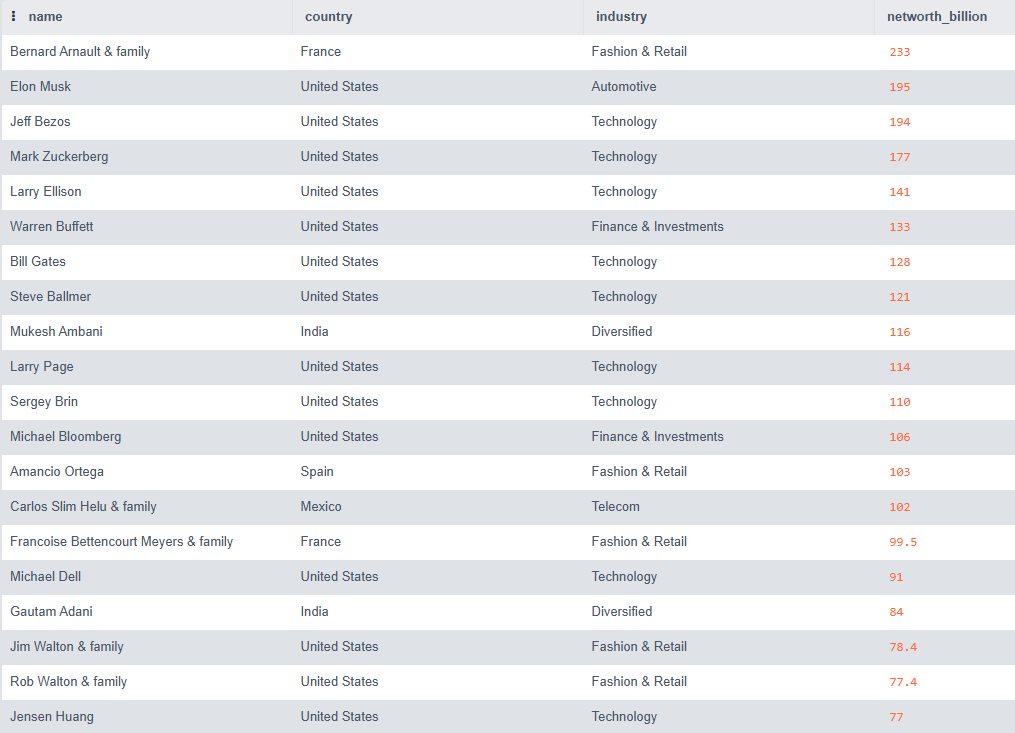 name country industry networth_billion
Bernard Arnault & family France Fashion & Retail 233
Elon Musk United States Automotive 195
Jeff Bezos United States Technology 194
Mark Zuckerberg United States Technology 177
Larry Ellison United States Technology 141
Warren Buffett United States Finance & Investments 133
Bill Gates United States Technology 128
Steve Ballmer United States Technology 121
Mukesh Ambani India Diversified 116
Larry Page United States Technology 114
Sergey Brin United States Technology 110
Michael Bloomberg United States Finance & Investments 106
Amancio Ortega Spain Fashion & Retail 103
Carlos Slim Helu & family Mexico Telecom 102
Francoise Bettencourt Meyers & family France Fashion & Retail 99.5
Michael Dell United States Technology 91
Gautam Adani India Diversified 84
Jim Walton & family United States Fashion & Retail 78.4
Rob Walton & family United States Fashion & Retail 77.4
Jensen Huang United States Technology 77